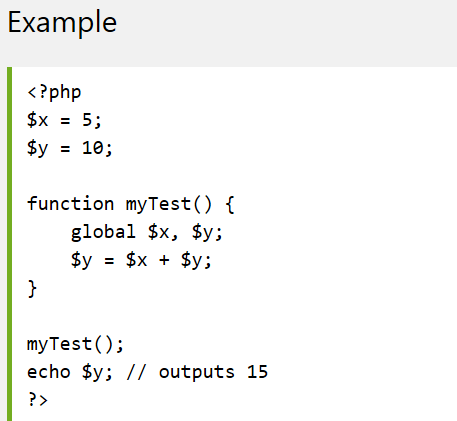 Example
<?php
$x = 5;
$y = 10;

function myTest() {
    global $x, $y;
    $y = $x + $y;
}

myTest();
echo $y; // outputs 15
?>